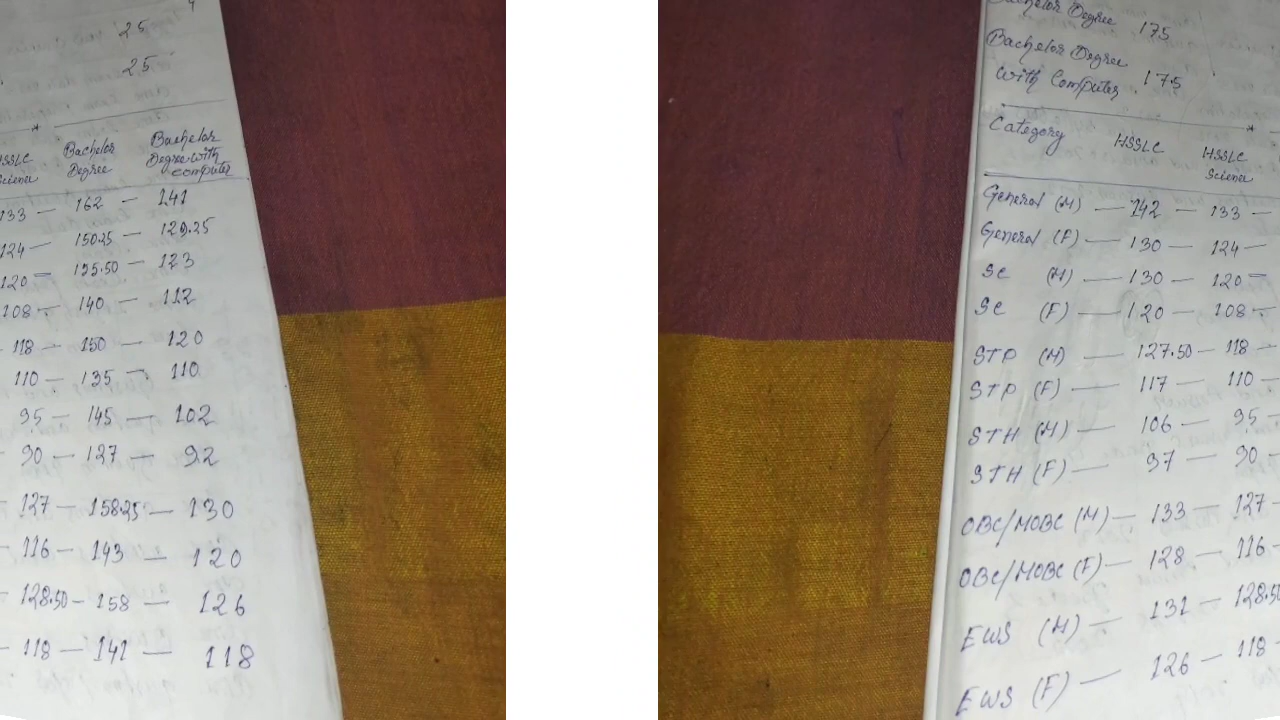 25
25
*
HSSLC Science Bachelor Degree Bachelor Degree with computer
133 — 162 — 141
124 — 150.25 — 129.25
120 — 155.50 — 123
108 - 140 — 112
118 — 150 — 120
110 — 135 - 110
95 — 145 — 102
90 — 127 — 92
127 — 158.25 — 130
116 — 143 — 120
128.50 — 158 — 126
118 — 141 — 118
Bachelor Degree 175
Bachelor Degree
with Computer 175
*
Category HSSLC HSSLC Science
General (M) — 142 — 133 —
General (F) — 130 — 124 —
SC (M) — 130 — 120 -
SC (F) — 120 — 108 -
STP (M) — 127.50 — 118 —
STP (F) — 117 — 110 —
STH (M) — 106 — 95 -
STH (F) — 97 — 90 -
OBC/MOBC (M) — 133 — 127 -
OBC/MOBC (F) — 128 — 116 -
EWS (M) — 131 — 128.50
EWS (F) — 126 — 118 -